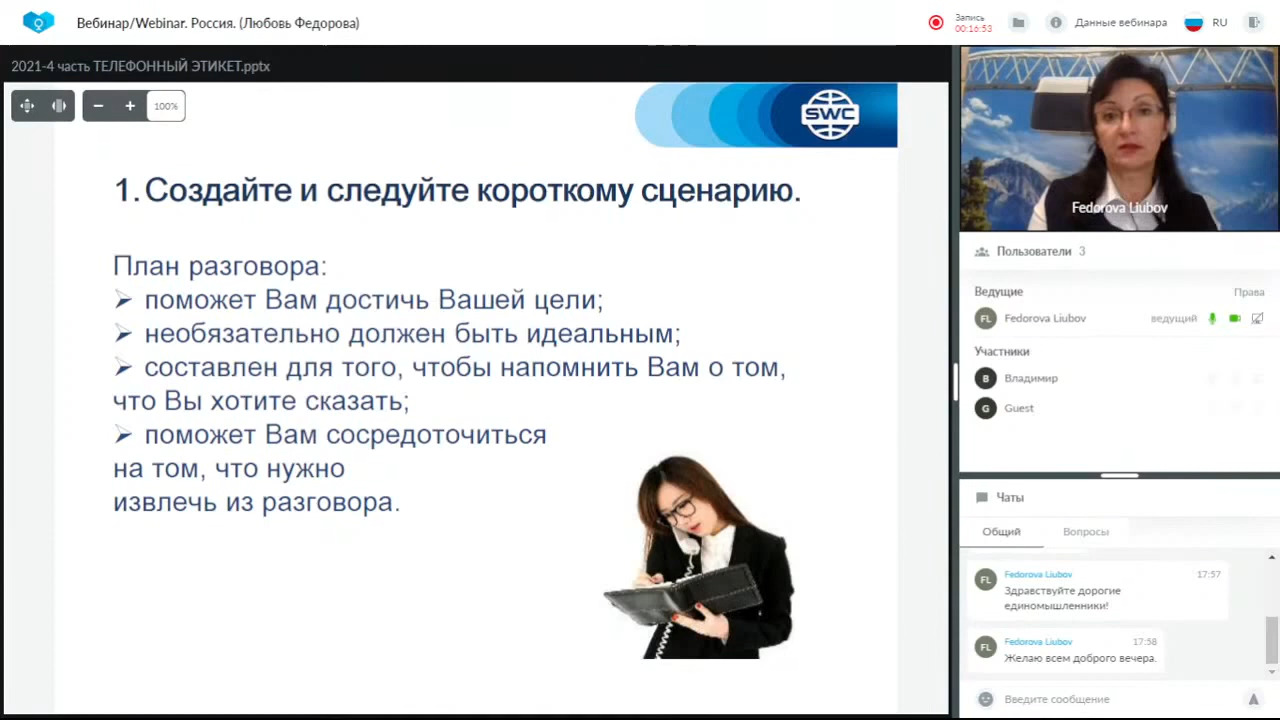 Вебинар/Webinar. Россия. (Любовь Федорова)
Запись
00:16:53
Данные вебинара
RU
2021-4 часть ТЕЛЕФОННЫЙ ЭТИКЕТ.pptx
100%
SWC
1. Создайте и следуйте короткому сценарию.
План разговора:
➢ поможет Вам достичь Вашей цели;
➢ необязательно должен быть идеальным;
➢ составлен для того, чтобы напомнить Вам о том,
что Вы хотите сказать;
➢ поможет Вам сосредоточиться
на том, что нужно
извлечь из разговора.
Fedorova Liubov
Пользователи 3
Ведущие Права
FL Fedorova Liubov ведущий
Участники
В Владимир
G Guest
Чаты
Общий Вопросы
FL Fedorova Liubov 17:57
Здравствуйте дорогие
единомышленники!
FL Fedorova Liubov 17:58
Желаю всем доброго вечера.
Введите сообщение